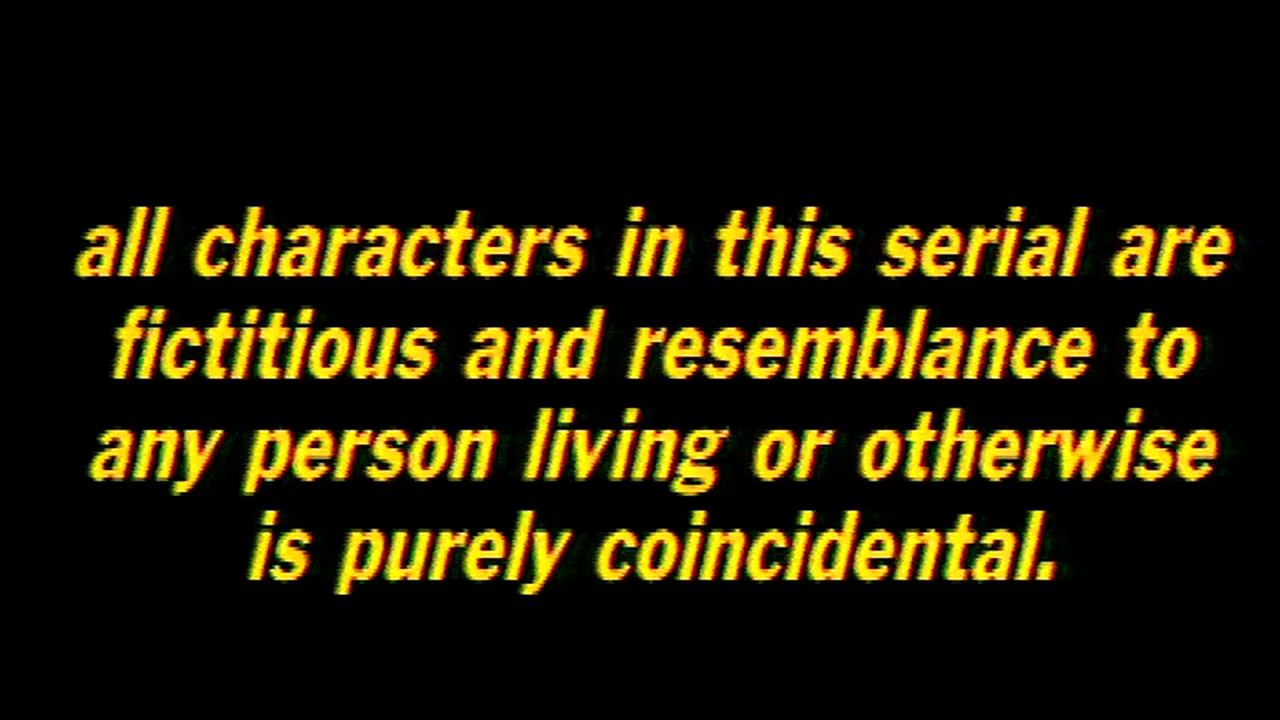 all characters in this serial are
fictitious and resemblance to
any person living or otherwise
is purely coincidental.